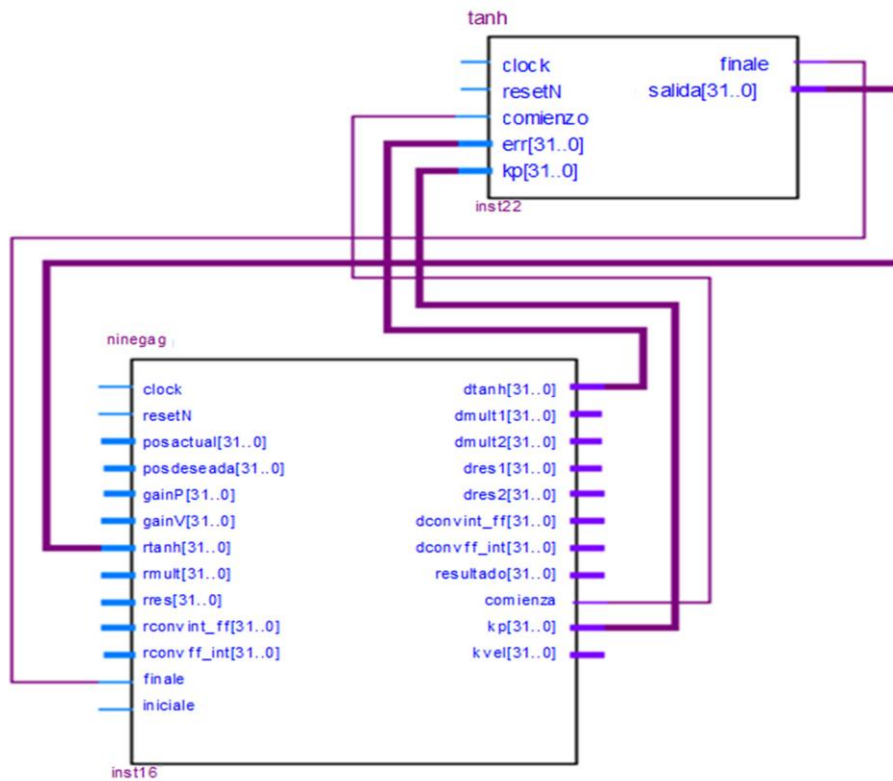 tanh
clock
finale
resetN
salida[31..0]
comienzo
err[31..0]
kp[31..0]
inst22
ninegag
clock
dtanh[31..0]
resetN
dmult1[31..0]
posactual[31..0]
dmult2[31..0]
posdeseada[31..0]
dres1[31..0]
gainP[31..0]
dres2[31..0]
gainV[31..0]
dconvint_ff[31..0]
rtanh[31..0]
dconvff_int[31..0]
rmult[31..0]
resultado[31..0]
rres[31..0]
comienza
rconvint_ff[31..0]
kp[31..0]
rconvff_int[31..0]
kvel[31..0]
finale
iniciale
inst16